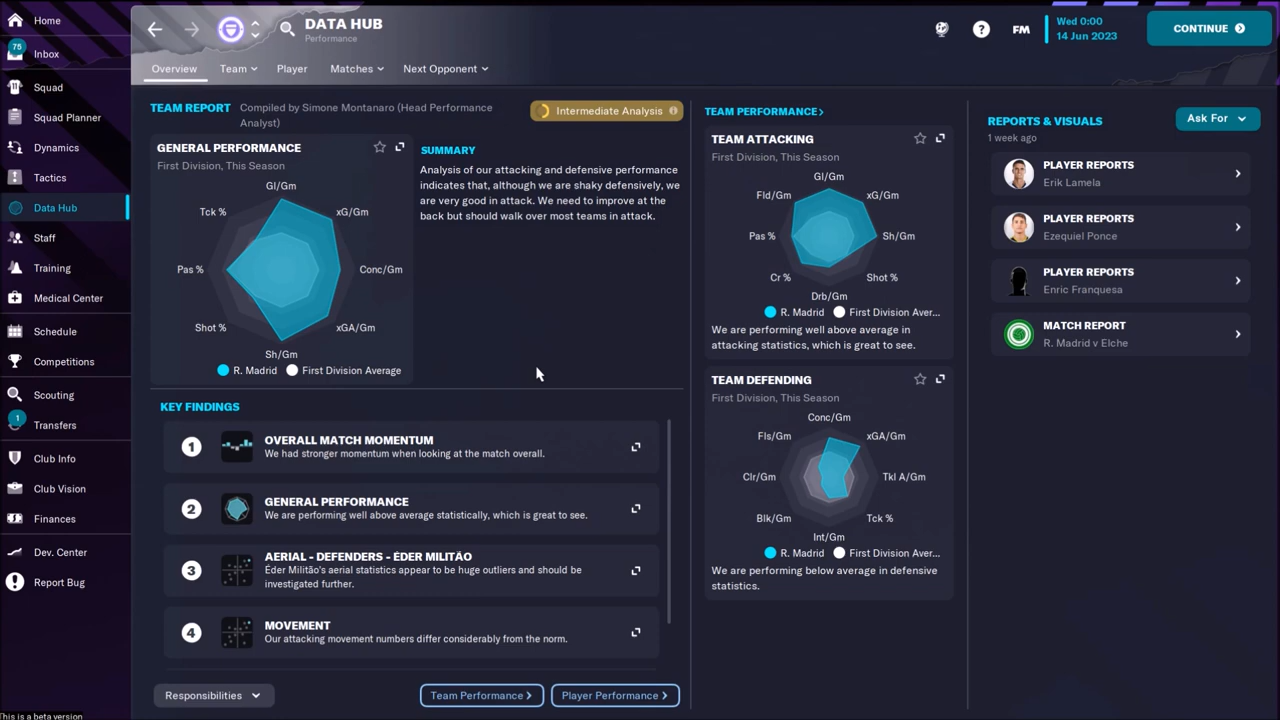 Home
75
Inbox
Squad
Squad Planner
Dynamics
Tactics
Data Hub
Staff
Training
Medical Center
Schedule
Competitions
Scouting
1
Transfers
Club Info
Club Vision
Finances
Dev. Center
Report Bug
This is a beta version
DATA HUB
Performance
?
FM
Wed 0:00
14 Jun 2023
CONTINUE
Overview
Team
Player
Matches
Next Opponent
TEAM REPORT
Compiled by Simone Montanaro (Head Performance
Analyst)
Intermediate Analysis
GENERAL PERFORMANCE
First Division, This Season
Gl/Gm
Tck %
xG/Gm
Pas %
Conc/Gm
Shot %
xGA/Gm
Sh/Gm
R. Madrid
First Division Average
SUMMARY
Analysis of our attacking and defensive performance
indicates that, although we are shaky defensively, we
are very good in attack. We need to improve at the
back but should walk over most teams in attack.
KEY FINDINGS
1
OVERALL MATCH MOMENTUM
We had stronger momentum when looking at the match overall.
2
GENERAL PERFORMANCE
We are performing well above average statistically, which is great to see.
3
AERIAL - DEFENDERS - ÉDER MILITÃO
Éder Militão's aerial statistics appear to be huge outliers and should be
investigated further.
4
MOVEMENT
Our attacking movement numbers differ considerably from the norm.
Responsibilities
Team Performance
Player Performance
TEAM PERFORMANCE
TEAM ATTACKING
First Division, This Season
Gl/Gm
Fld/Gm
xG/Gm
Pas %
Sh/Gm
Cr %
Shot %
Drb/Gm
R. Madrid
First Division Aver...
We are performing well above average in
attacking statistics, which is great to see.
TEAM DEFENDING
First Division, This Season
Conc/Gm
Fls/Gm
xGA/Gm
Clr/Gm
Tkl A/Gm
Blk/Gm
Tck %
Int/Gm
R. Madrid
First Division Aver...
We are performing below average in defensive
statistics.
REPORTS & VISUALS
1 week ago
Ask For
PLAYER REPORTS
Erik Lamela
PLAYER REPORTS
Ezequiel Ponce
PLAYER REPORTS
Enric Franquesa
MATCH REPORT
R. Madrid v Elche